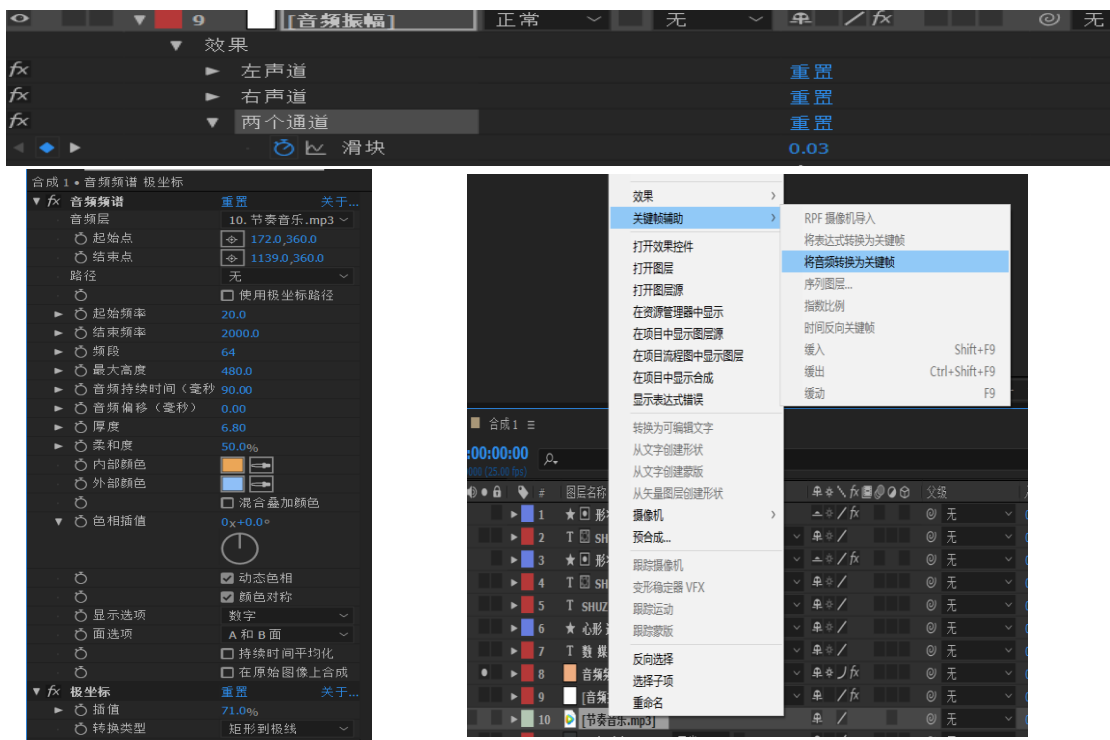 9 [音频振幅] 正常 无 fx 无
效果
fx 左声道 重置
fx 右声道 重置
fx 两个通道 重置
滑块 0.03
合成 1 • 音频频谱 极坐标
fx 音频频谱 重置 关于...
音频层 10. 节奏音乐.mp3
起始点 172.0,360.0
结束点 1139.0,360.0
路径 无
使用极坐标路径
起始频率 20.0
结束频率 2000.0
频段 64
最大高度 480.0
音频持续时间（毫秒 90.00
音频偏移（毫秒） 0.00
厚度 6.80
柔和度 50.0%
内部颜色
外部颜色
混合叠加颜色
色相插值 0x+0.0°
动态色相
颜色对称
显示选项 数字
面选项 A 和 B 面
持续时间平均化
在原始图像上合成
fx 极坐标 重置 关于...
插值 71.0%
转换类型 矩形到极线
效果
关键帧辅助
打开效果控件
打开图层
打开图层源
在资源管理器中显示
在项目中显示图层源
在项目流程图中显示图层
在项目中显示合成
显示表达式错误
转换为可编辑文字
从文字创建形状
从文字创建蒙版
从矢量图层创建形状
摄像机
预合成...
跟踪摄像机
变形稳定器 VFX
跟踪运动
跟踪蒙版
反向选择
选择子项
重命名
RPF 摄像机导入
将表达式转换为关键帧
将音频转换为关键帧
序列图层...
指数比例
时间反向关键帧
缓入 Shift+F9
缓出 Ctrl+Shift+F9
缓动 F9
合成 1
:00:00:00
(25.00 fps)
# 图层名称 fx 父级
1 fx 无
2 T SH 无
3 fx 无
4 T SH 无
5 T SHUZ 无
6 心形 无
7 T 数 媒 无
8 音频 无
9 [音频 fx 无
10 [节奏音乐.mp3] 无